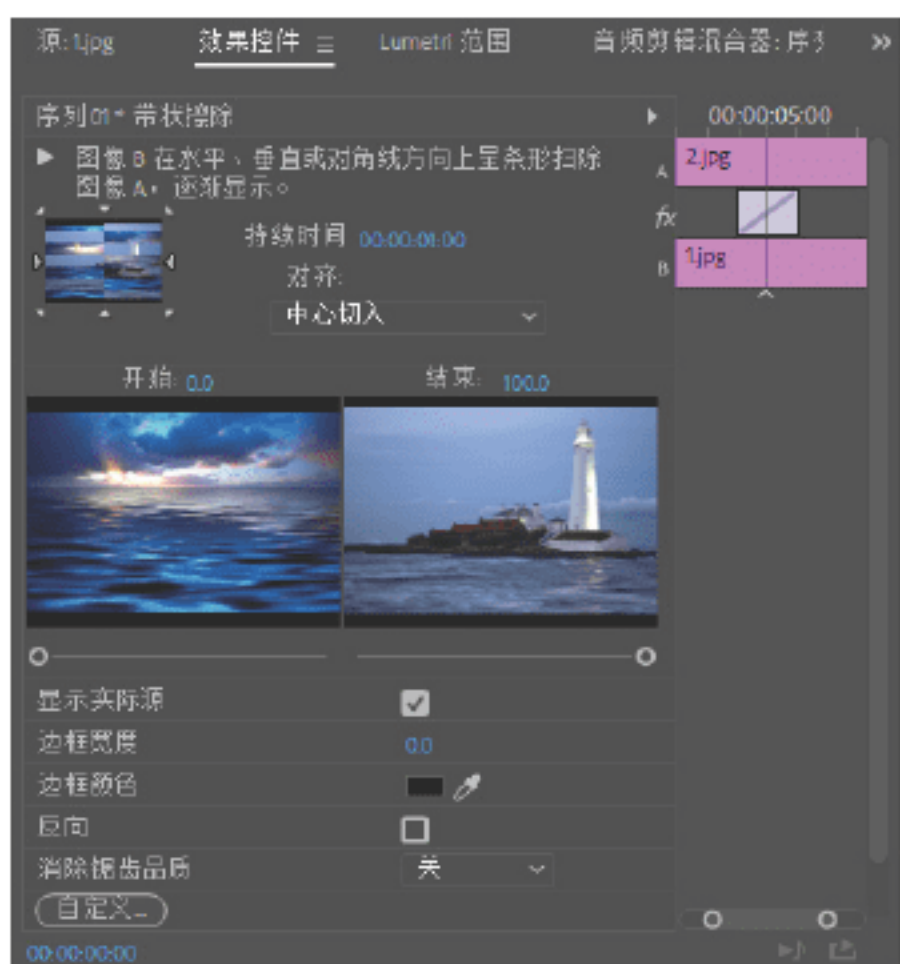 源: 1.jpg 效果控件 Lumetri 范围 音频剪辑混合器: 序列
序列 01 * 带状擦除
00:00:05:00
图像 B 在水平、垂直或对角线方向上呈条形扫除
图像 A，逐渐显示。
A 2.jpg
fx
B 1.jpg
持续时间 00:00:01:00
对齐:
中心切入
开始: 0.0 结束: 100.0
显示实际源
边框宽度 0.0
边框颜色
反向
消除锯齿品质 关
自定义...
00:00:00:00